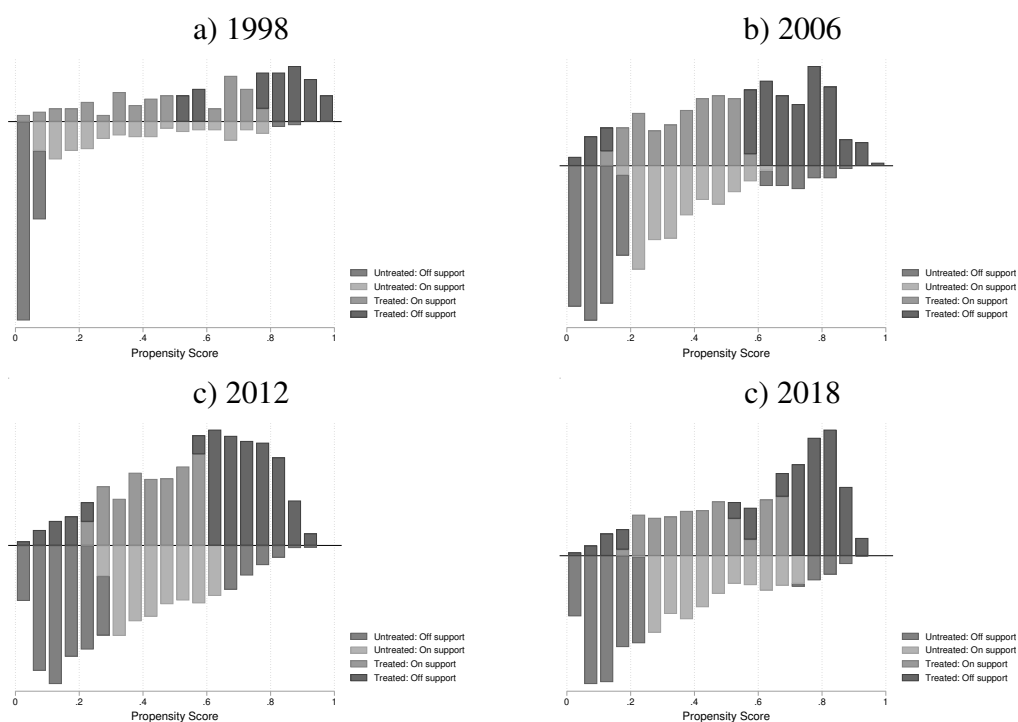 a) 1998
Untreated: Off support
Untreated: On support
Treated: On support
Treated: Off support
0 .2 .4 .6 .8 1
Propensity Score
b) 2006
Untreated: Off support
Untreated: On support
Treated: On support
Treated: Off support
0 .2 .4 .6 .8 1
Propensity Score
c) 2012
Untreated: Off support
Untreated: On support
Treated: On support
Treated: Off support
0 .2 .4 .6 .8 1
Propensity Score
c) 2018
Untreated: Off support
Untreated: On support
Treated: On support
Treated: Off support
0 .2 .4 .6 .8 1
Propensity Score